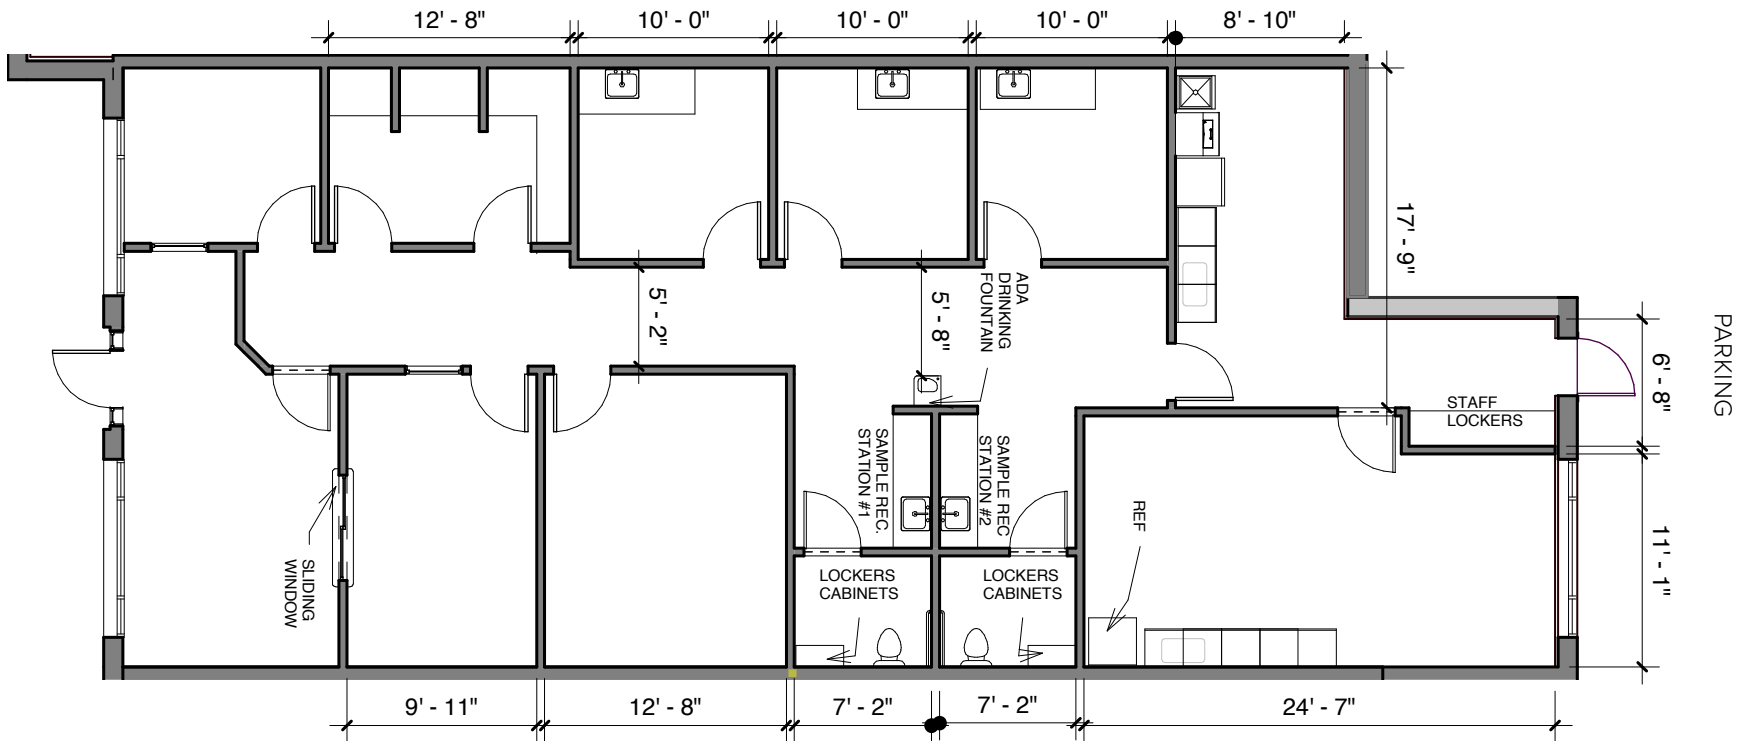 12' - 8"
10' - 0"
10' - 0"
10' - 0"
8' - 10"
17' - 9"
PARKING
6' - 8"
11' - 1"
5' - 2"
5' - 8"
ADA
DRINKING
FOUNTAIN
STAFF
LOCKERS
SAMPLE REC.
STATION #1
SAMPLE REC
STATION #2
REF
SLIDING
WINDOW
LOCKERS
CABINETS
LOCKERS
CABINETS
9' - 11"
12' - 8"
7' - 2"
7' - 2"
24' - 7"